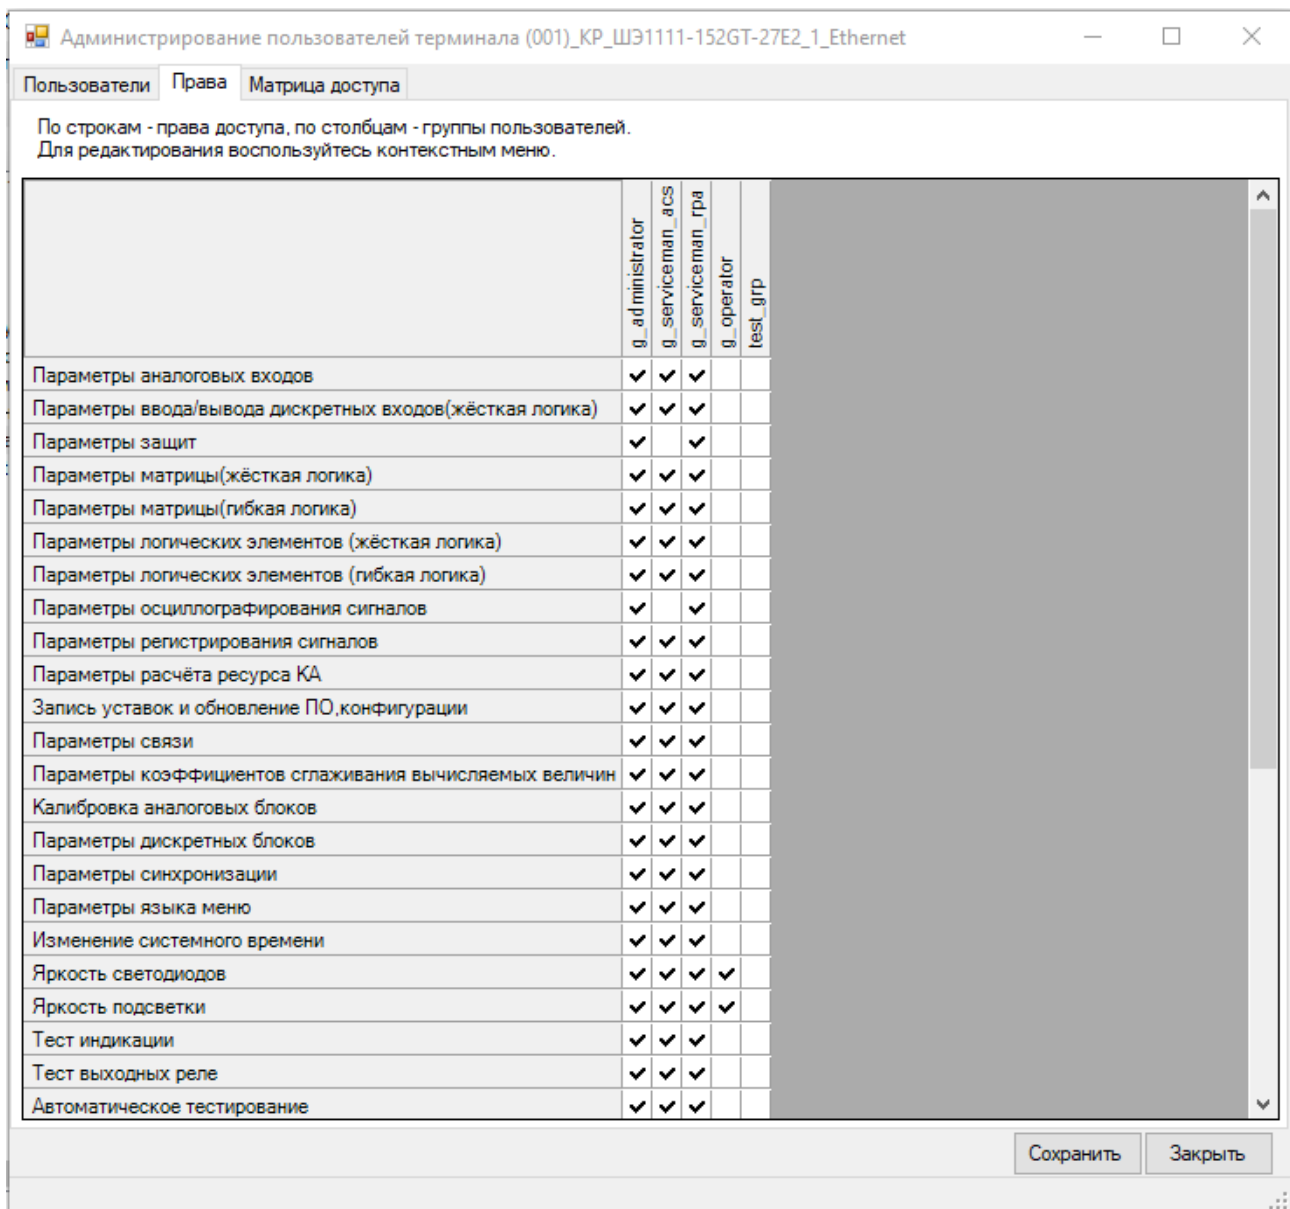 Администрирование пользователей терминала (001)_КР_ШЭ1111-152GT-27E2_1_Ethernet
Пользователи Права Матрица доступа
По строкам - права доступа, по столбцам - группы пользователей.
Для редактирования воспользуйтесь контекстным меню.
g_administrator
g_serviceman_acs
g_serviceman_rpa
g_operator
test_grp
Параметры аналоговых входов
Параметры ввода/вывода дискретных входов(жёсткая логика)
Параметры защит
Параметры матрицы(жёсткая логика)
Параметры матрицы(гибкая логика)
Параметры логических элементов (жёсткая логика)
Параметры логических элементов (гибкая логика)
Параметры осциллографирования сигналов
Параметры регистрирования сигналов
Параметры расчёта ресурса КА
Запись уставок и обновление ПО,конфигурации
Параметры связи
Параметры коэффициентов сглаживания вычисляемых величин
Калибровка аналоговых блоков
Параметры дискретных блоков
Параметры синхронизации
Параметры языка меню
Изменение системного времени
Яркость светодиодов
Яркость подсветки
Тест индикации
Тест выходных реле
Автоматическое тестирование
Сохранить Закрыть